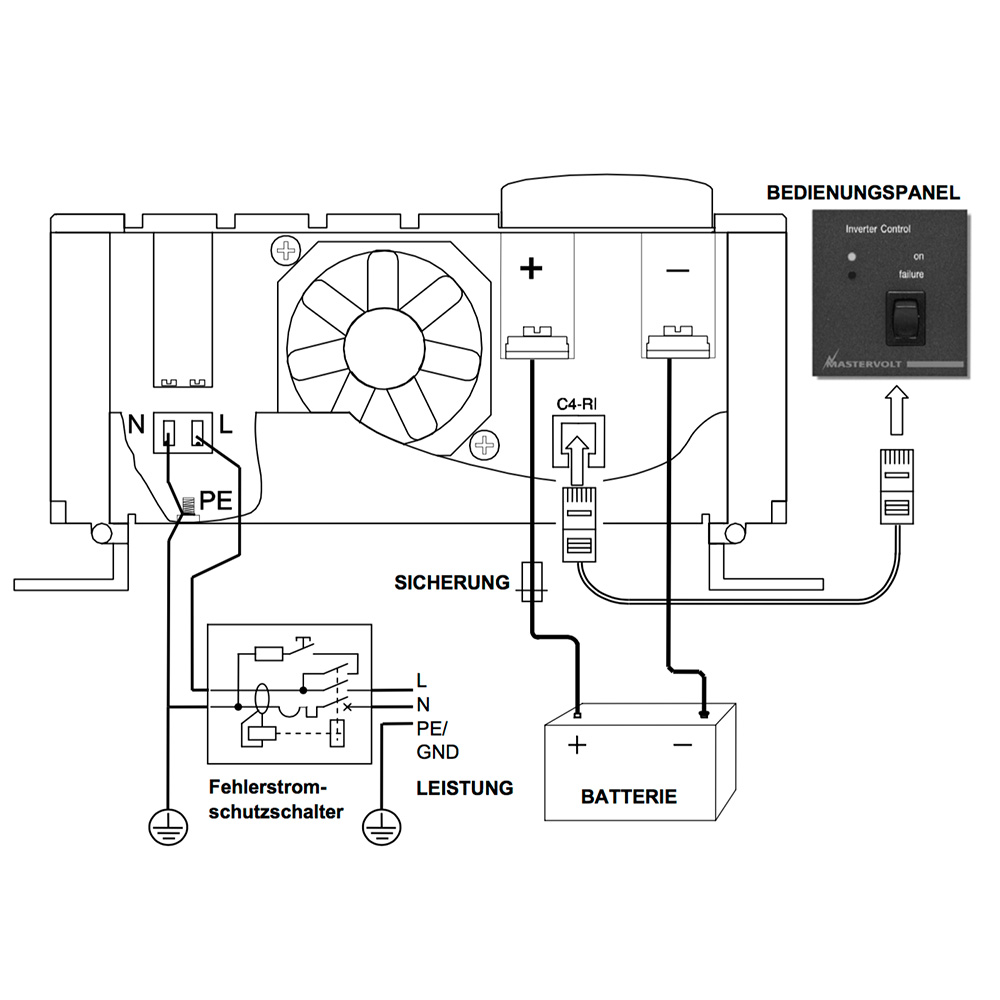 BEDIENUNGSPANEL
Inverter Control
on
failure
MASTERVOLT
+
−
C4-RI
N
L
PE
SICHERUNG
L
N
PE/
GND
LEISTUNG
Fehlerstrom-
schutzschalter
+
−
BATTERIE